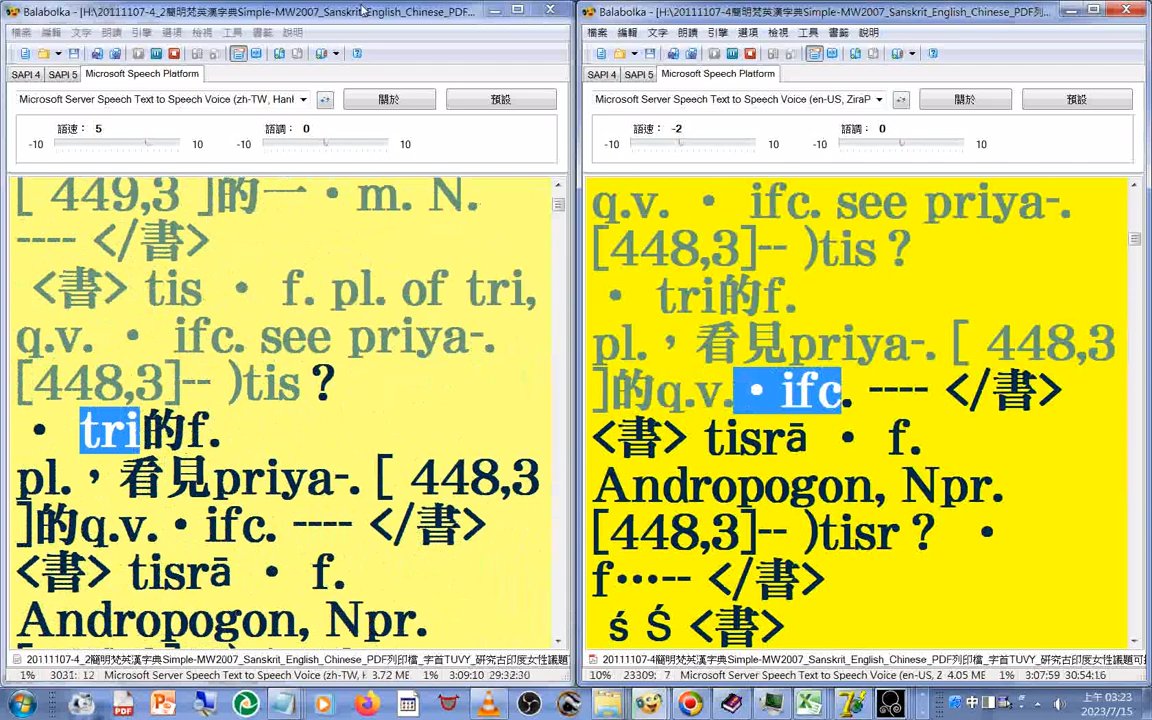 Balabolka - [H:\20111107-4_2簡明梵英漢字典Simple-MW2007_Sanskrit_English_Chinese_PDF...
檔案 編輯 文字 朗讀 引擎 選項 檢視 工具 書籤 說明
SAPI 4 SAPI 5 Microsoft Speech Platform
Microsoft Server Speech Text to Speech Voice (zh-TW, Hanl
關於 預設
語速： 5 語調： 0
-10 10 -10 10
[ 449,3 ]的一・m. N.
---- </書>
<書> tis ・ f. pl. of tri,
q.v. ・ ifc. see priya-.
[448,3]-- )tis？
・ tri的f.
pl.，看見priya-. [ 448,3
]的q.v.・ifc. ---- </書>
<書> tisrā ・ f.
Andropogon, Npr.
20111107-4_2簡明梵英漢字典Simple-MW2007_Sanskrit_English_Chinese_PDF列印檔_字首TUVY_研究古印度女性議題
1% 3031: 12 Microsoft Server Speech Text to Speech Voice (zh-TW, H 3.72 MB 1% 3:09:10 29:32:30
Balabolka - [H:\20111107-4簡明梵英漢字典Simple-MW2007_Sanskrit_English_Chinese_PDF列...
檔案 編輯 文字 朗讀 引擎 選項 檢視 工具 書籤 說明
SAPI 4 SAPI 5 Microsoft Speech Platform
Microsoft Server Speech Text to Speech Voice (en-US, ZiraP
關於 預設
語速： -2 語調： 0
-10 10 -10 10
q.v. ・ ifc. see priya-.
[448,3]-- )tis？
・ tri的f.
pl.，看見priya-. [ 448,3
]的q.v.・ifc. ---- </書>
<書> tisrā ・ f.
Andropogon, Npr.
[448,3]-- )tisr？ ・
f…-- </書>
ś Ś <書>
20111107-4簡明梵英漢字典Simple-MW2007_Sanskrit_English_Chinese_PDF列印檔_字首TUVY_研究古印度女性議題可
10% 23309: 7 Microsoft Server Speech Text to Speech Voice (en-US, Z 4.05 MB 1% 3:07:59 30:54:16
中
上午 03:23
2023/7/15